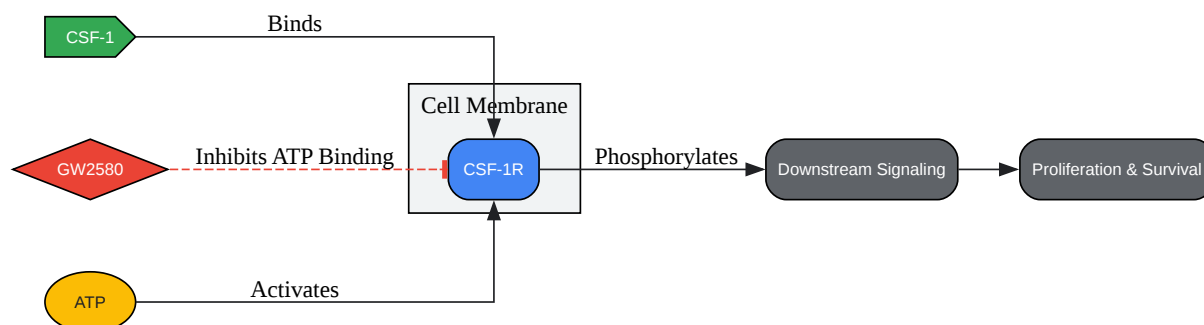 CSF-1
Binds
Cell Membrane
GW2580
Inhibits ATP Binding
CSF-1R
Phosphorylates
Downstream Signaling
Proliferation & Survival
ATP
Activates